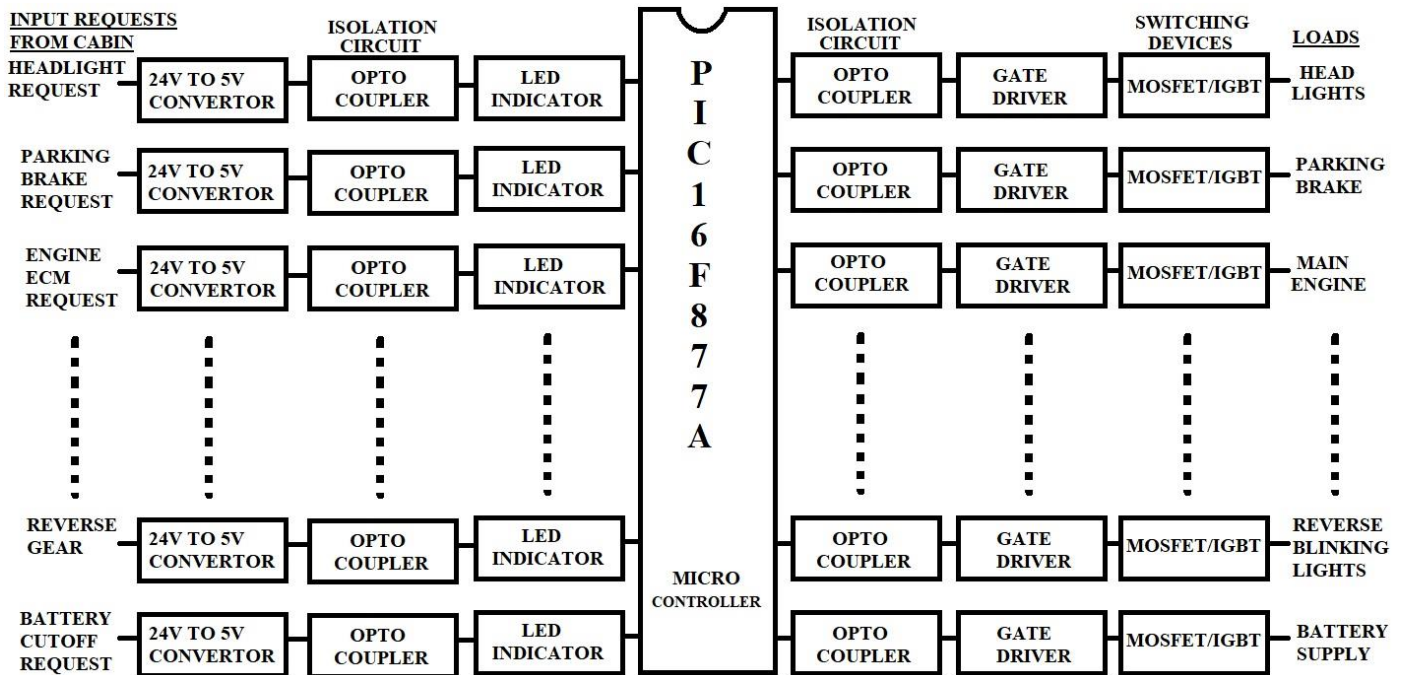 INPUT REQUESTS
FROM CABIN
ISOLATION
CIRCUIT
ISOLATION
CIRCUIT
SWITCHING
DEVICES
LOADS
HEADLIGHT
REQUEST
24V TO 5V
CONVERTOR
OPTO
COUPLER
LED
INDICATOR
OPTO
COUPLER
GATE
DRIVER
MOSFET/IGBT
HEAD
LIGHTS
PARKING
BRAKE
REQUEST
24V TO 5V
CONVERTOR
OPTO
COUPLER
LED
INDICATOR
OPTO
COUPLER
GATE
DRIVER
MOSFET/IGBT
PARKING
BRAKE
ENGINE
ECM
REQUEST
24V TO 5V
CONVERTOR
OPTO
COUPLER
LED
INDICATOR
OPTO
COUPLER
GATE
DRIVER
MOSFET/IGBT
MAIN
ENGINE
P
I
C
1
6
F
8
7
7
A
MICRO
CONTROLLER
REVERSE
GEAR
24V TO 5V
CONVERTOR
OPTO
COUPLER
LED
INDICATOR
OPTO
COUPLER
GATE
DRIVER
MOSFET/IGBT
REVERSE
BLINKING
LIGHTS
BATTERY
CUTOFF
REQUEST
24V TO 5V
CONVERTOR
OPTO
COUPLER
LED
INDICATOR
OPTO
COUPLER
GATE
DRIVER
MOSFET/IGBT
BATTERY
SUPPLY